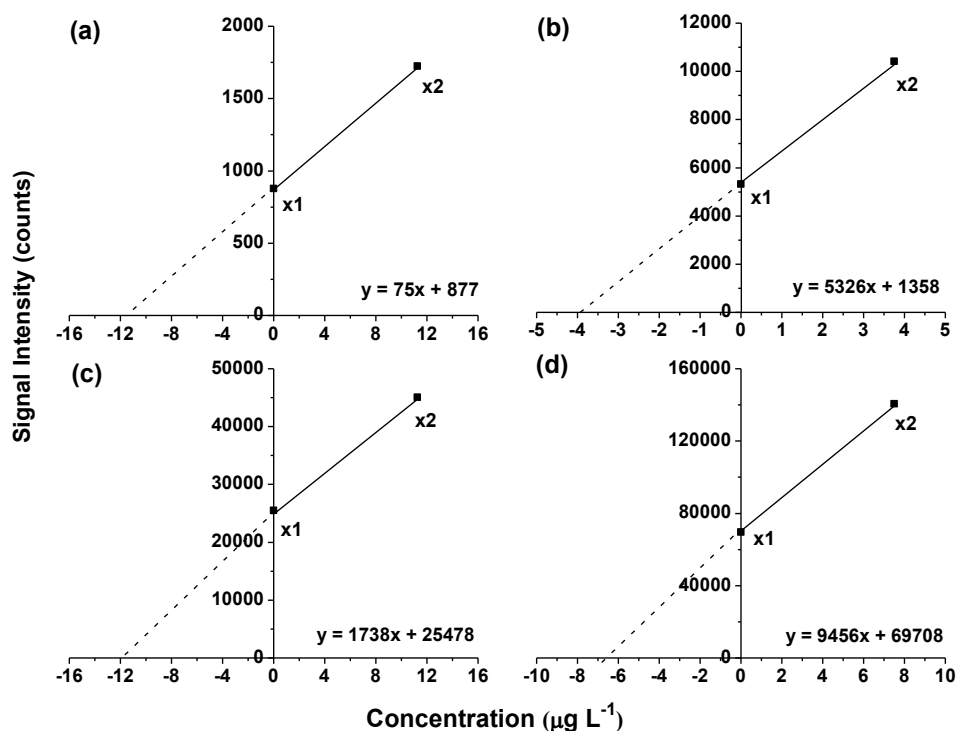 (a)
2000
1500
1000
500
0
x2
x1
y = 75x + 877
-16 -12 -8 -4 0 4 8 12 16
(b)
12000
10000
8000
6000
4000
2000
0
x2
x1
y = 5326x + 1358
-5 -4 -3 -2 -1 0 1 2 3 4 5
(c)
50000
40000
30000
20000
10000
0
x2
x1
y = 1738x + 25478
-16 -12 -8 -4 0 4 8 12 16
(d)
160000
120000
80000
40000
0
x2
x1
y = 9456x + 69708
-10 -8 -6 -4 -2 0 2 4 6 8 10
Signal Intensity (counts)
Concentration (μg L⁻¹)